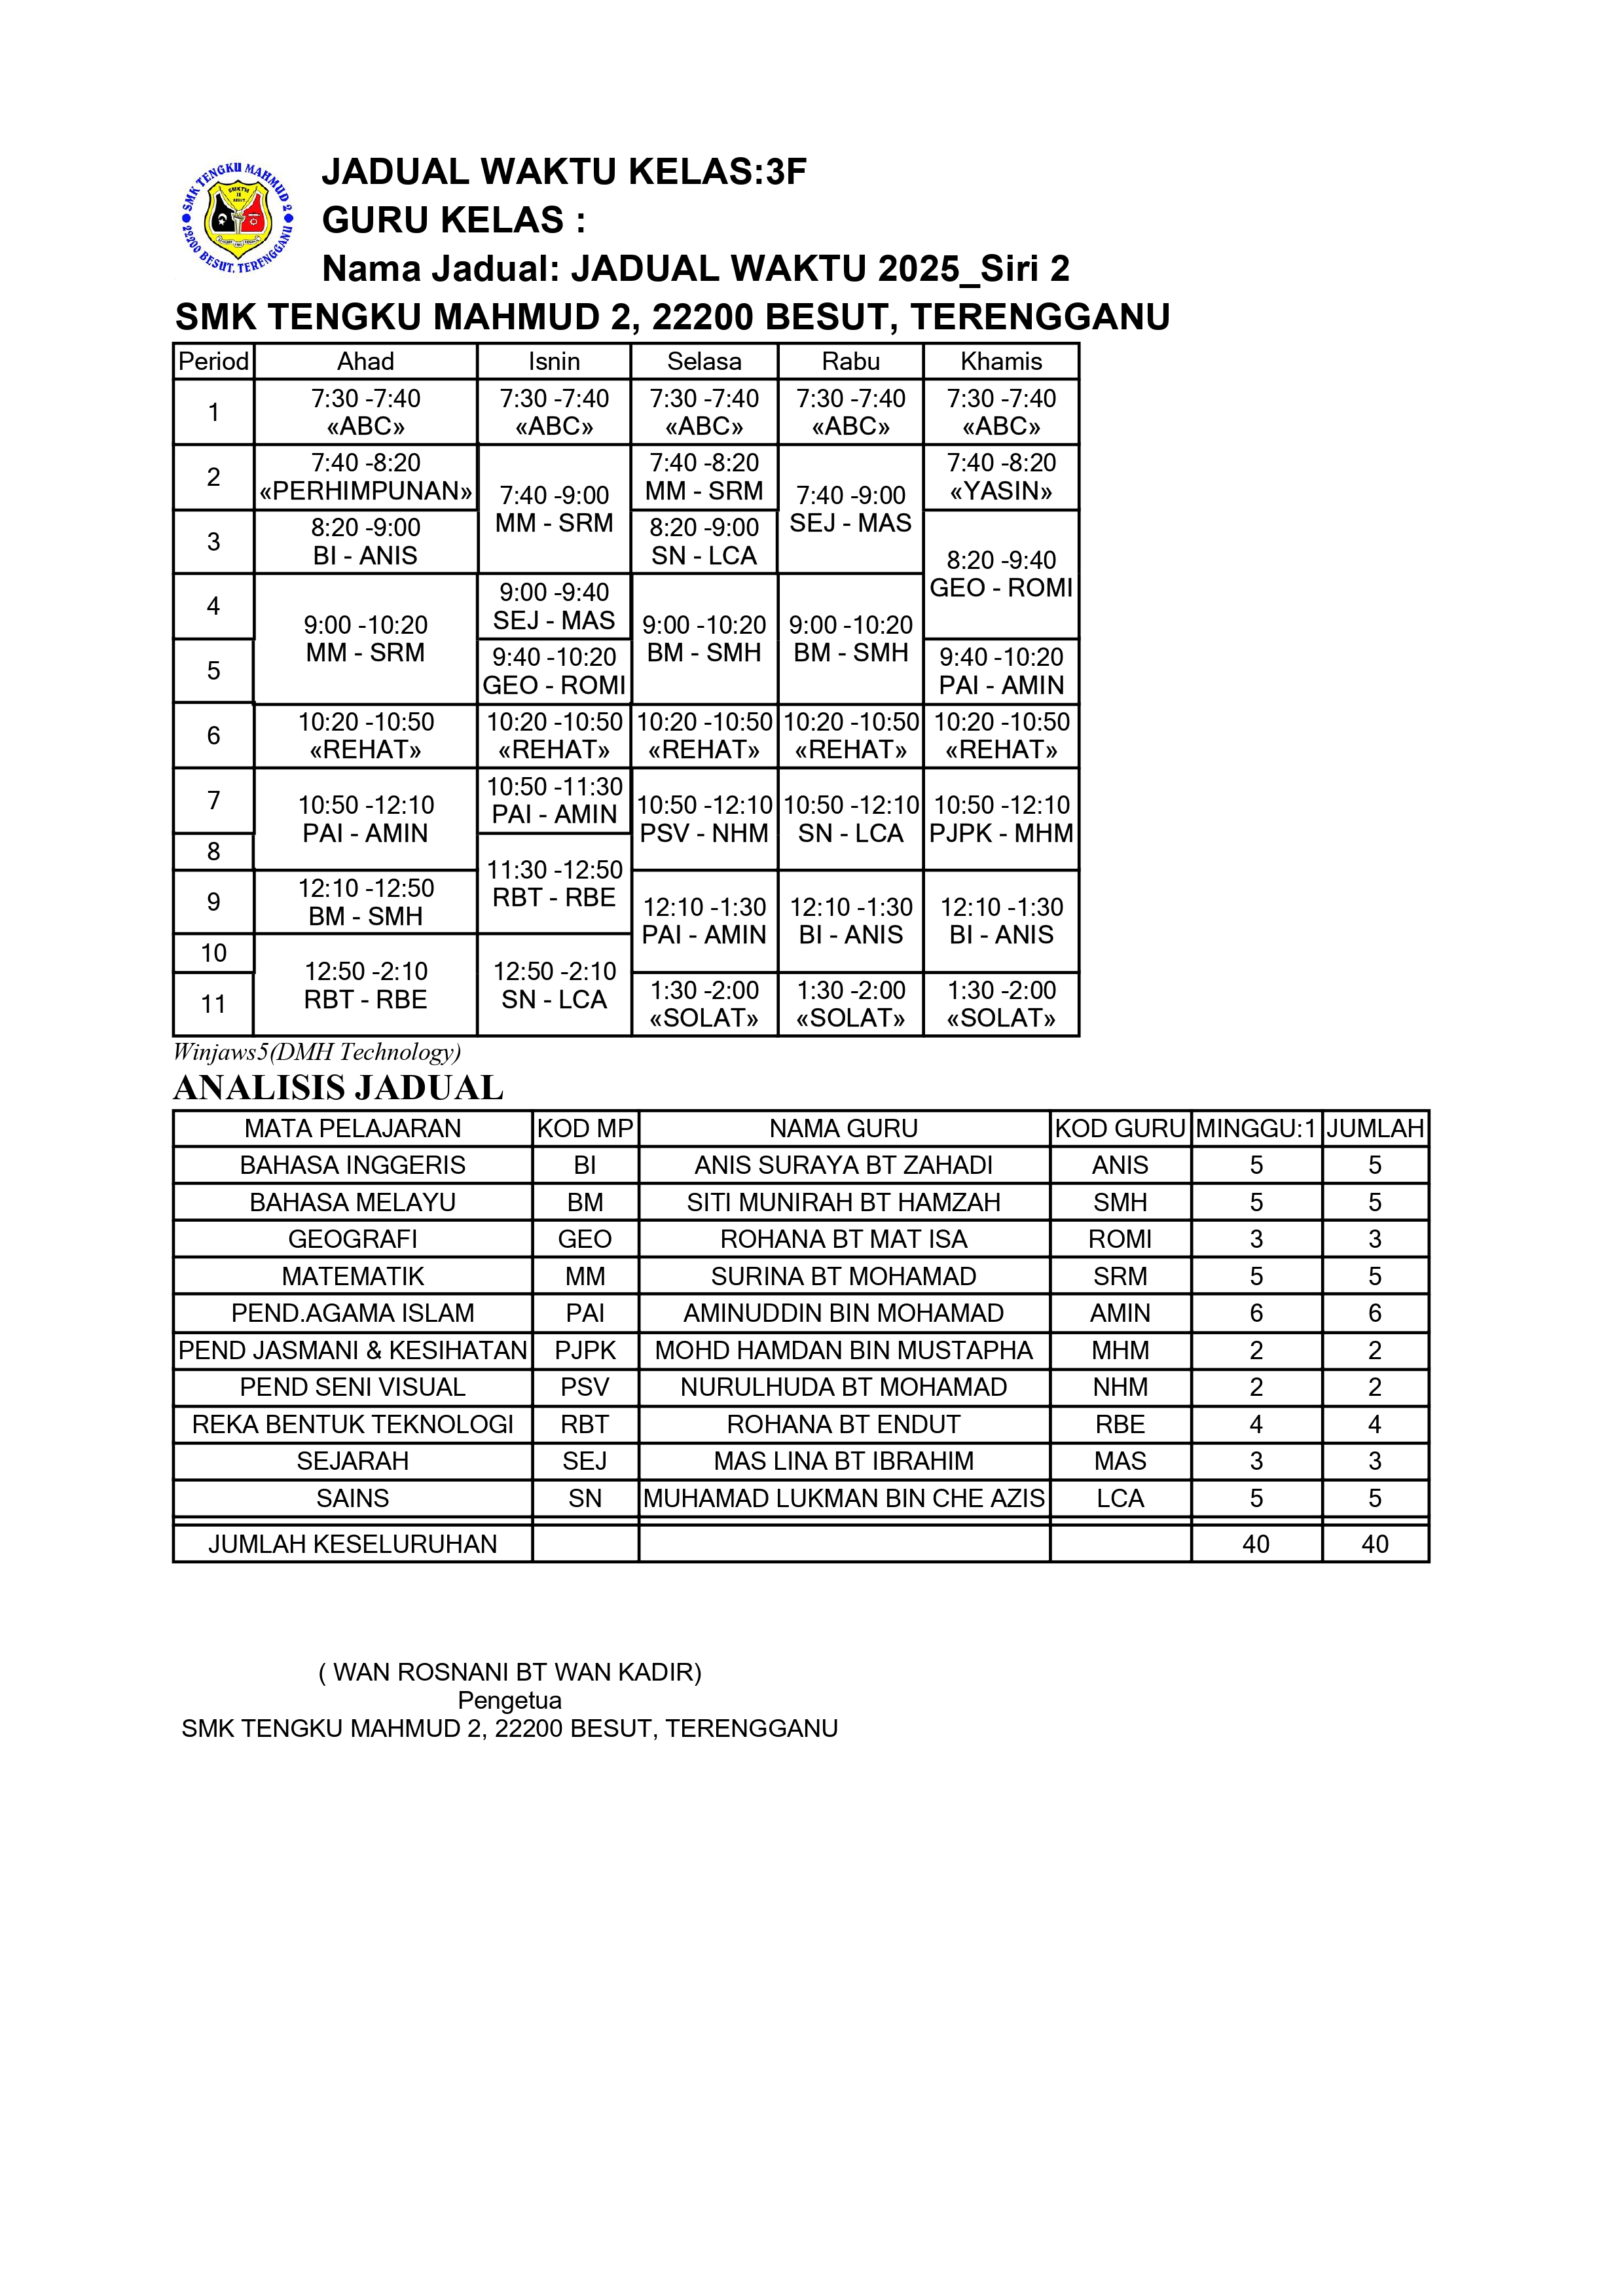 SMK TENGKU MAHMUD 2
22200 BESUT, TERENGGANU
JADUAL WAKTU KELAS:3F
GURU KELAS :
Nama Jadual: JADUAL WAKTU 2025_Siri 2
SMK TENGKU MAHMUD 2, 22200 BESUT, TERENGGANU
Period Ahad Isnin Selasa Rabu Khamis
1 7:30 -7:40 «ABC» 7:30 -7:40 «ABC» 7:30 -7:40 «ABC» 7:30 -7:40 «ABC» 7:30 -7:40 «ABC»
2 7:40 -8:20 «PERHIMPUNAN» 7:40 -9:00 MM - SRM 7:40 -8:20 MM - SRM 7:40 -9:00 SEJ - MAS 7:40 -8:20 «YASIN»
3 8:20 -9:00 BI - ANIS 8:20 -9:00 SN - LCA 8:20 -9:40 GEO - ROMI
4 9:00 -10:20 MM - SRM 9:00 -9:40 SEJ - MAS 9:00 -10:20 BM - SMH 9:00 -10:20 BM - SMH
5 9:40 -10:20 GEO - ROMI 9:40 -10:20 PAI - AMIN
6 10:20 -10:50 «REHAT» 10:20 -10:50 «REHAT» 10:20 -10:50 «REHAT» 10:20 -10:50 «REHAT» 10:20 -10:50 «REHAT»
7 10:50 -12:10 PAI - AMIN 10:50 -11:30 PAI - AMIN 10:50 -12:10 PSV - NHM 10:50 -12:10 SN - LCA 10:50 -12:10 PJPK - MHM
8 11:30 -12:50 RBT - RBE
9 12:10 -12:50 BM - SMH 12:10 -1:30 PAI - AMIN 12:10 -1:30 BI - ANIS 12:10 -1:30 BI - ANIS
10 12:50 -2:10 RBT - RBE 12:50 -2:10 SN - LCA
11 1:30 -2:00 «SOLAT» 1:30 -2:00 «SOLAT» 1:30 -2:00 «SOLAT»
Winjaws5(DMH Technology)
ANALISIS JADUAL
MATA PELAJARAN KOD MP NAMA GURU KOD GURU MINGGU:1 JUMLAH
BAHASA INGGERIS BI ANIS SURAYA BT ZAHADI ANIS 5 5
BAHASA MELAYU BM SITI MUNIRAH BT HAMZAH SMH 5 5
GEOGRAFI GEO ROHANA BT MAT ISA ROMI 3 3
MATEMATIK MM SURINA BT MOHAMAD SRM 5 5
PEND.AGAMA ISLAM PAI AMINUDDIN BIN MOHAMAD AMIN 6 6
PEND JASMANI & KESIHATAN PJPK MOHD HAMDAN BIN MUSTAPHA MHM 2 2
PEND SENI VISUAL PSV NURULHUDA BT MOHAMAD NHM 2 2
REKA BENTUK TEKNOLOGI RBT ROHANA BT ENDUT RBE 4 4
SEJARAH SEJ MAS LINA BT IBRAHIM MAS 3 3
SAINS SN MUHAMAD LUKMAN BIN CHE AZIS LCA 5 5
JUMLAH KESELURUHAN 40 40
( WAN ROSNANI BT WAN KADIR)
Pengetua
SMK TENGKU MAHMUD 2, 22200 BESUT, TERENGGANU